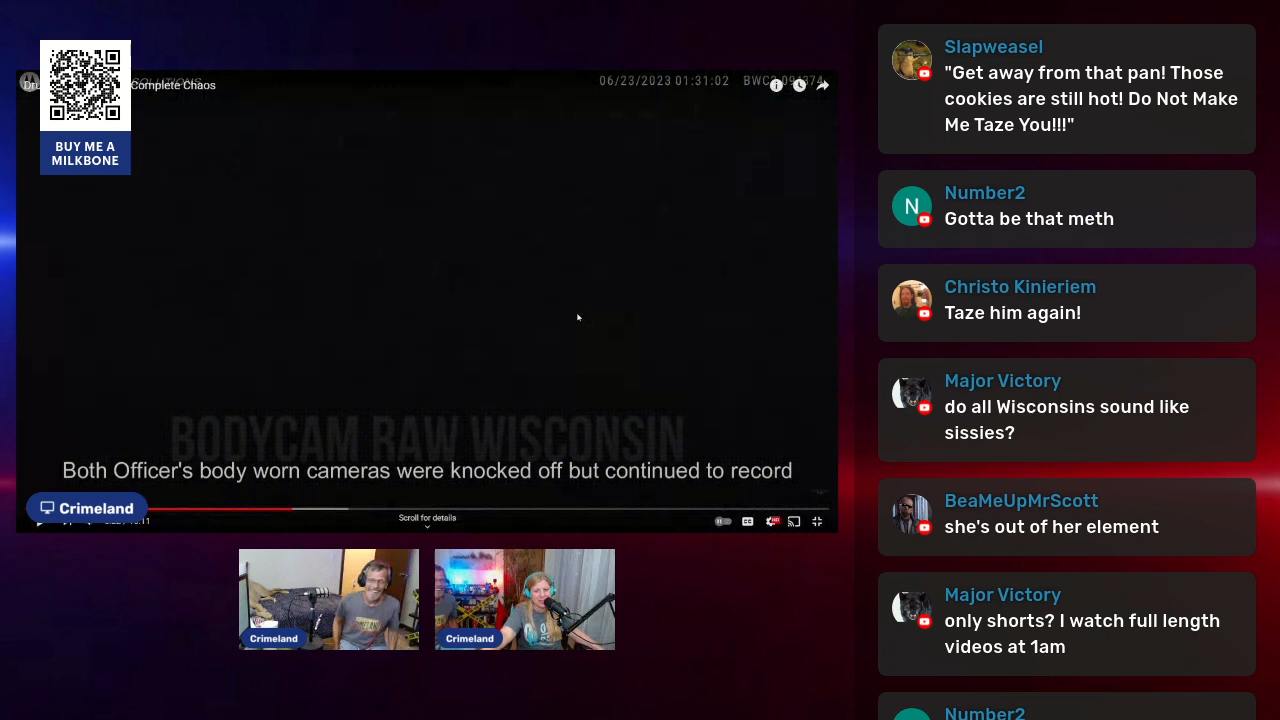 SOLUTIONS
06/23/2023 01:31:02
Complete Chaos
BUY ME A
MILKBONE
BODYCAM RAW WISCONSIN
Both Officer's body worn cameras were knocked off but continued to record
Crimeland
Scroll for details
Crimeland
Crimeland
Slapweasel
"Get away from that pan! Those
cookies are still hot! Do Not Make
Me Taze You!!!"
N
Number2
Gotta be that meth
Christo Kinieriem
Taze him again!
Major Victory
do all Wisconsins sound like
sissies?
BeaMeUpMrScott
she's out of her element
Major Victory
only shorts? I watch full length
videos at 1am
Number2